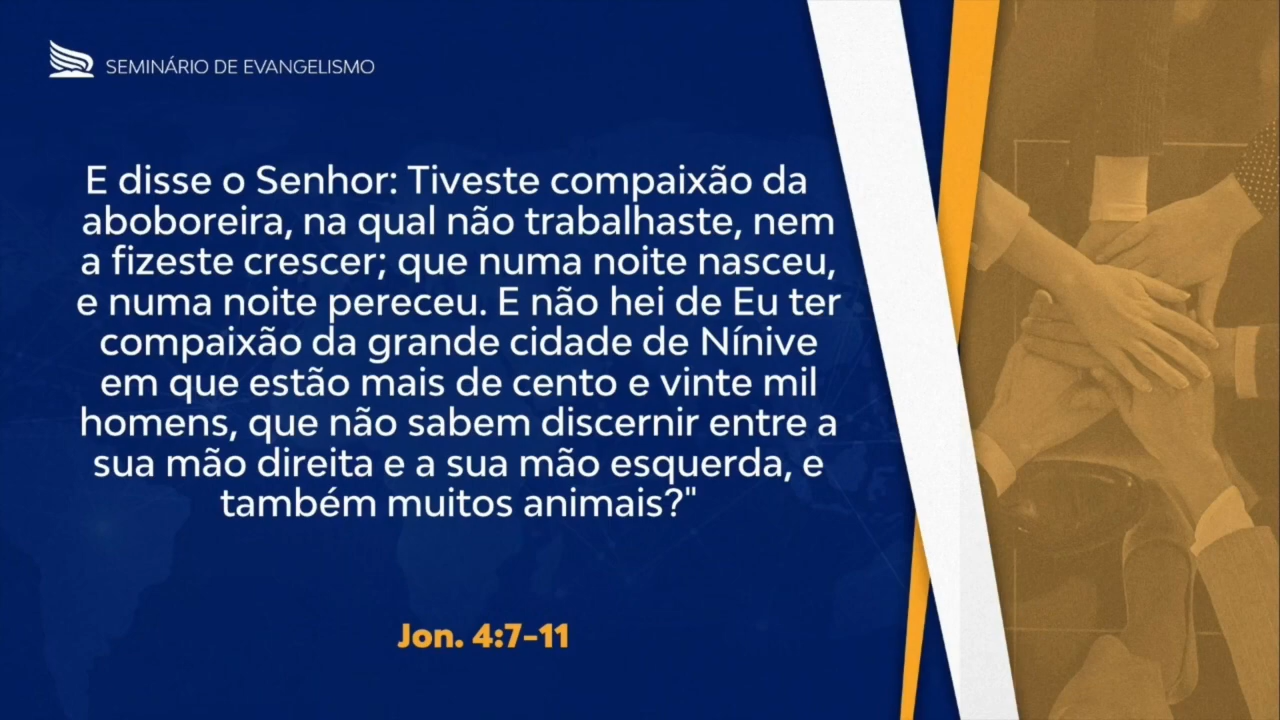 SEMINÁRIO DE EVANGELISMO
E disse o Senhor: Tiveste compaixão da
aboboreira, na qual não trabalhaste, nem
a fizeste crescer; que numa noite nasceu,
e numa noite pereceu. E não hei de Eu ter
compaixão da grande cidade de Nínive
em que estão mais de cento e vinte mil
homens, que não sabem discernir entre a
sua mão direita e a sua mão esquerda, e
também muitos animais?"
Jon. 4:7-11